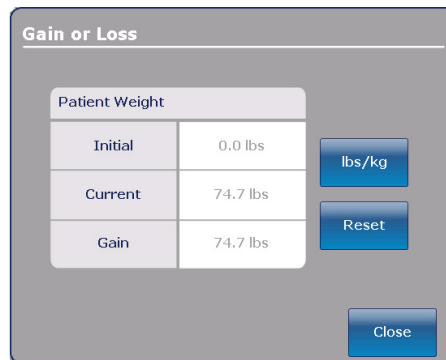 Gain or Loss
Patient Weight
Initial 0.0 lbs
lbs/kg
Current 74.7 lbs
Reset
Gain 74.7 lbs
Close